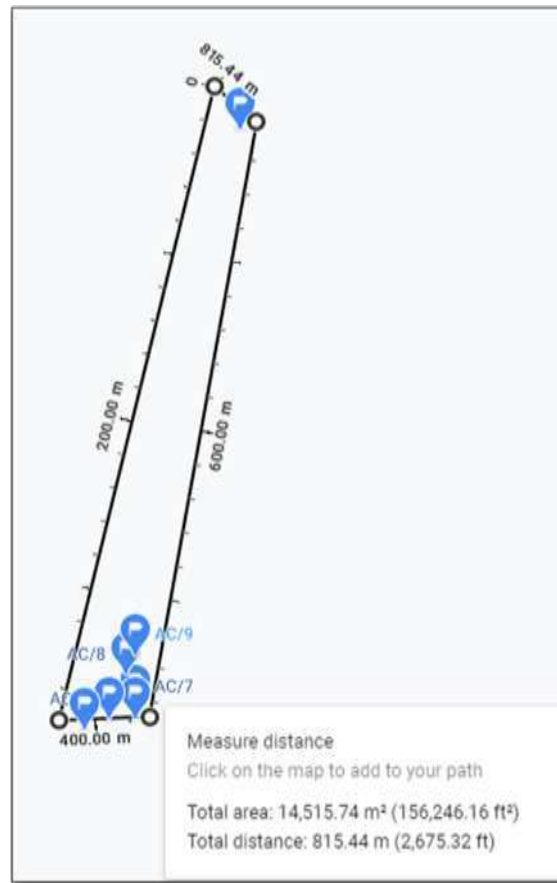 815.44 m
0
200.00 m
600.00 m
AC/9
AC/8
AC/7
400.00 m
Measure distance
Click on the map to add to your path
Total area: 14,515.74 m² (156,246.16 ft²)
Total distance: 815.44 m (2,675.32 ft)